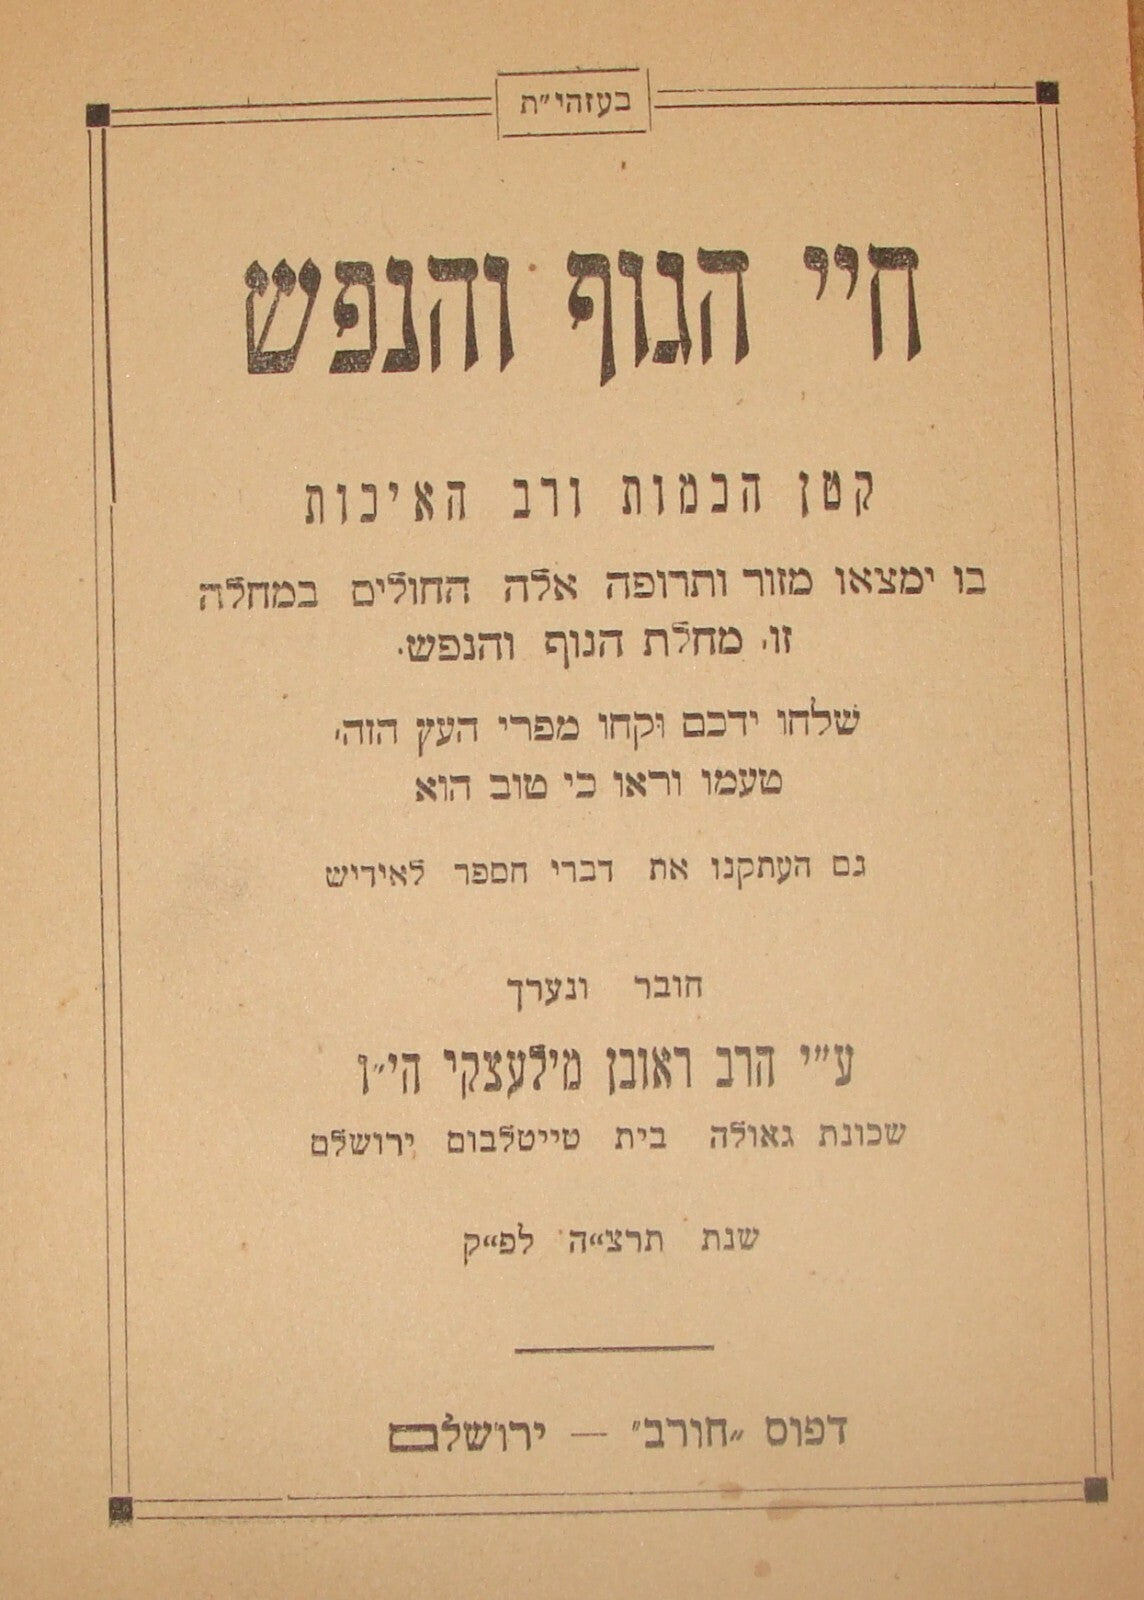 בעזהי״ת
חיי הגוף והנפש
קטן הכמות ורב האיכות
בו ימצאו מזור ותרופה אלה החולים במחלה
זו, מחלת הגוף והנפש.
שלחו ידכם וקחו מפרי העץ הזה,
טעמו וראו כי טוב הוא
גם העתקנו את דברי הספר לאידיש
חובר ונערך
ע״י הרב ראובן מילעצקי הי״ו
שכונת גאולה בית טייטלבום ירושלם
שנת תרצ״ה לפ״ק
דפוס „חורב” — ירושלם